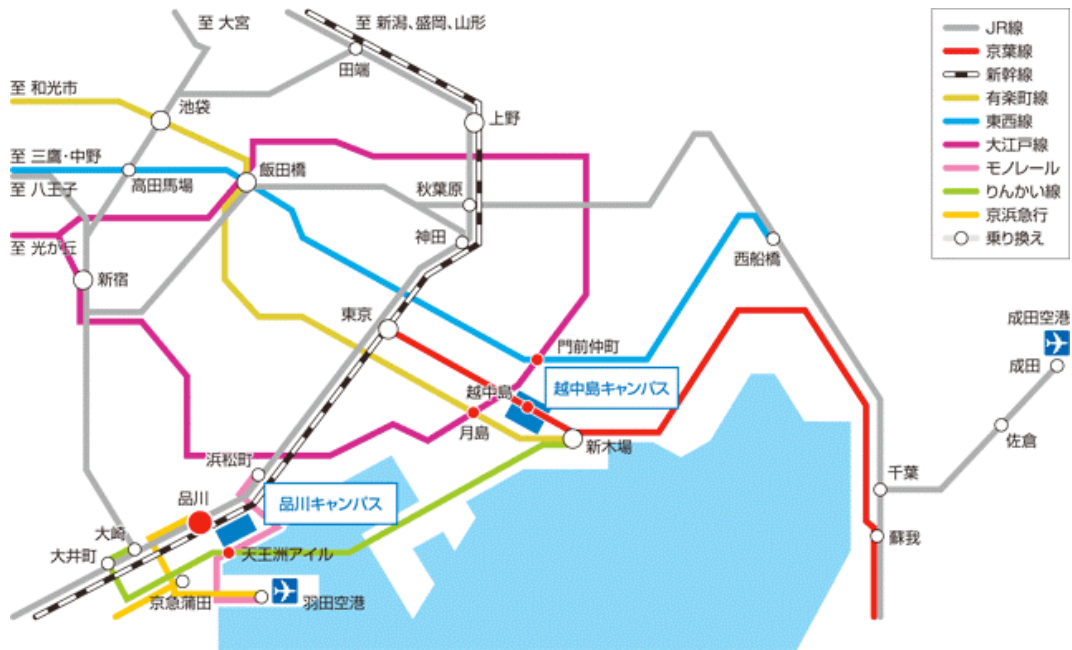 至 大宮
至 新潟、盛岡、山形
田端
至 和光市
池袋
上野
至 三鷹・中野
高田馬場
飯田橋
秋葉原
至 八王子
神田
至 光が丘
新宿
西船橋
東京
門前仲町
越中島
越中島キャンパス
月島
新木場
成田空港
成田
佐倉
千葉
蘇我
浜松町
品川
品川キャンパス
大崎
大井町
天王洲アイル
京急蒲田
羽田空港
JR線
京葉線
新幹線
有楽町線
東西線
大江戸線
モノレール
りんかい線
京浜急行
乗り換え